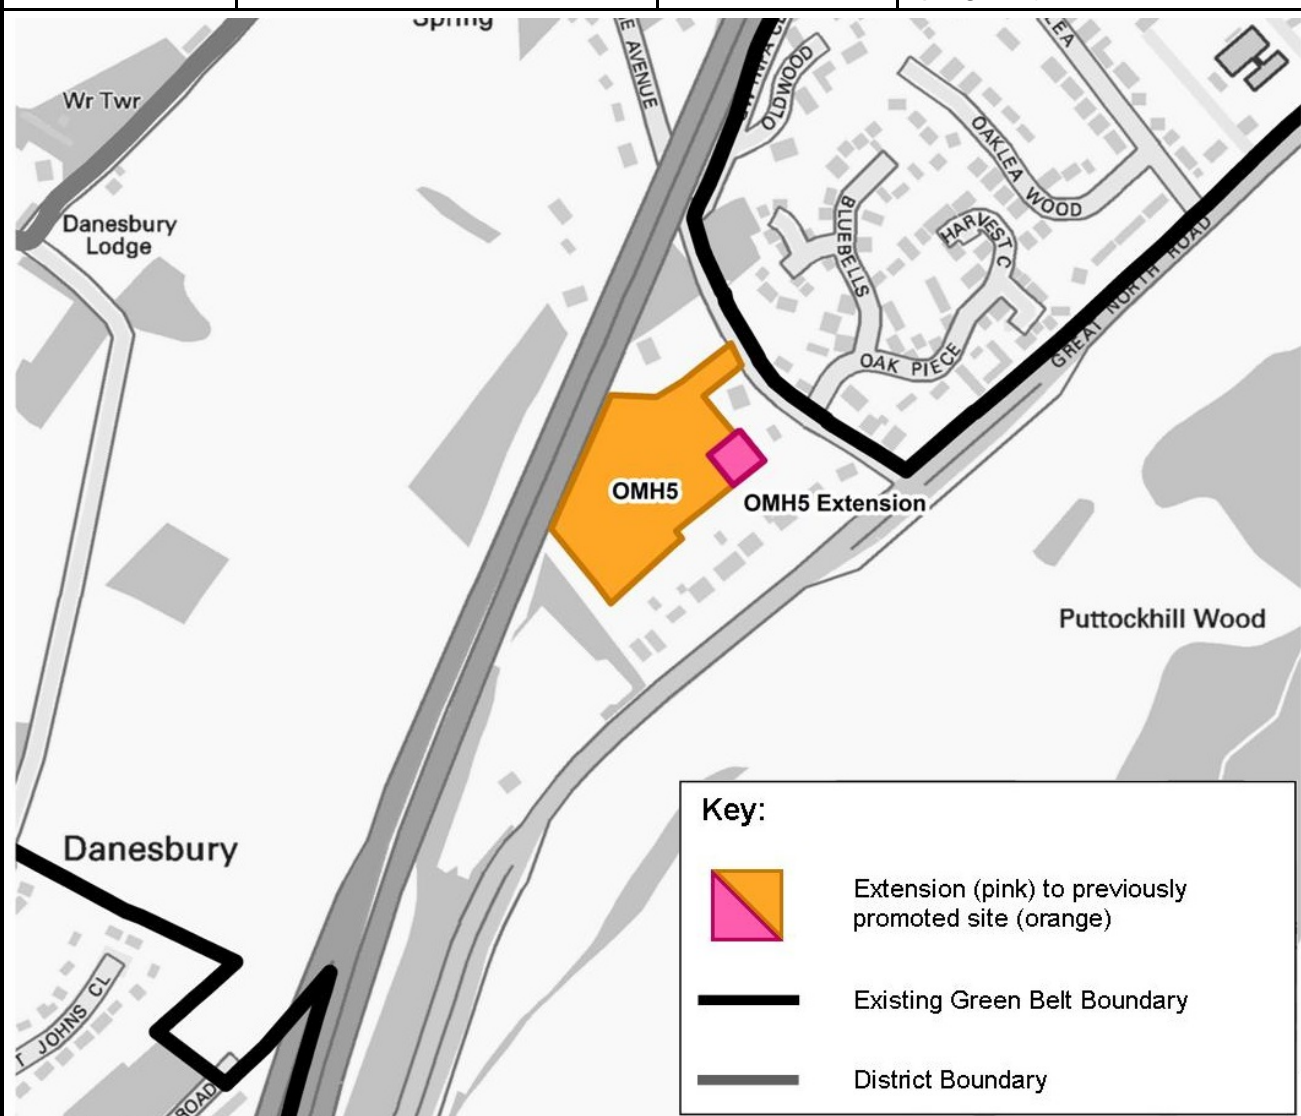 Spring
Wr Twr
E AVENUE
OLDWOOD
OAKLEA WOOD
LEA
Danesbury
Lodge
BLUEBELLS
HARVEST C
GREAT NORTH ROAD
OAK PIECE
OMH5
OMH5 Extension
Puttockhill Wood
Danesbury
T JOHNS CL
ROAD
Key:
Extension (pink) to previously
promoted site (orange)
Existing Green Belt Boundary
District Boundary